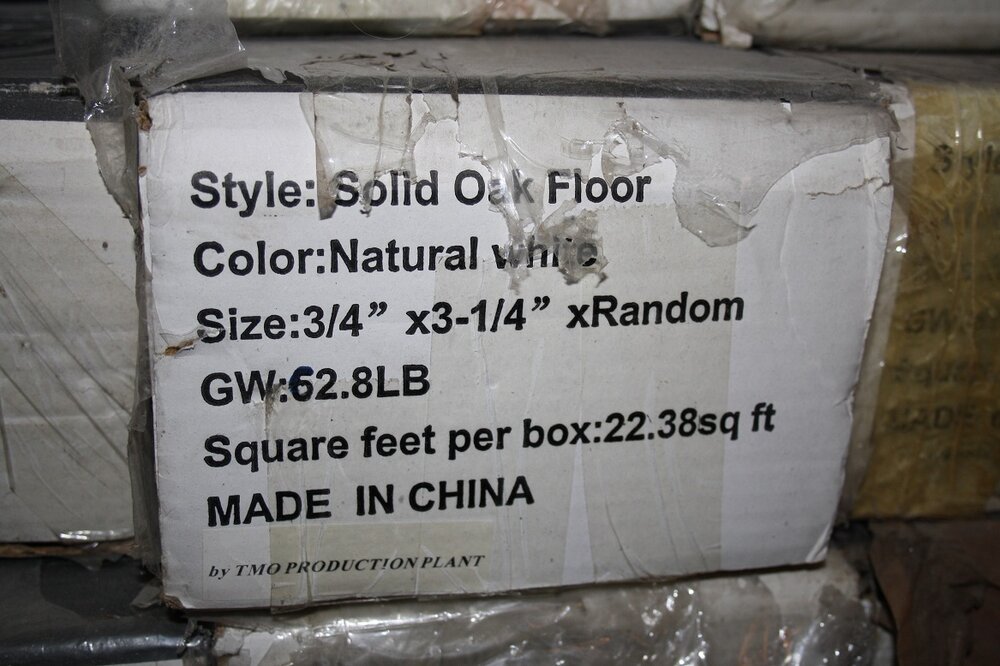 Style: Solid Oak Floor
Color:Natural white
Size:3/4” x3-1/4” xRandom
GW:62.8LB
Square feet per box:22.38sq ft
MADE IN CHINA
by TMO PRODUCTION PLANT